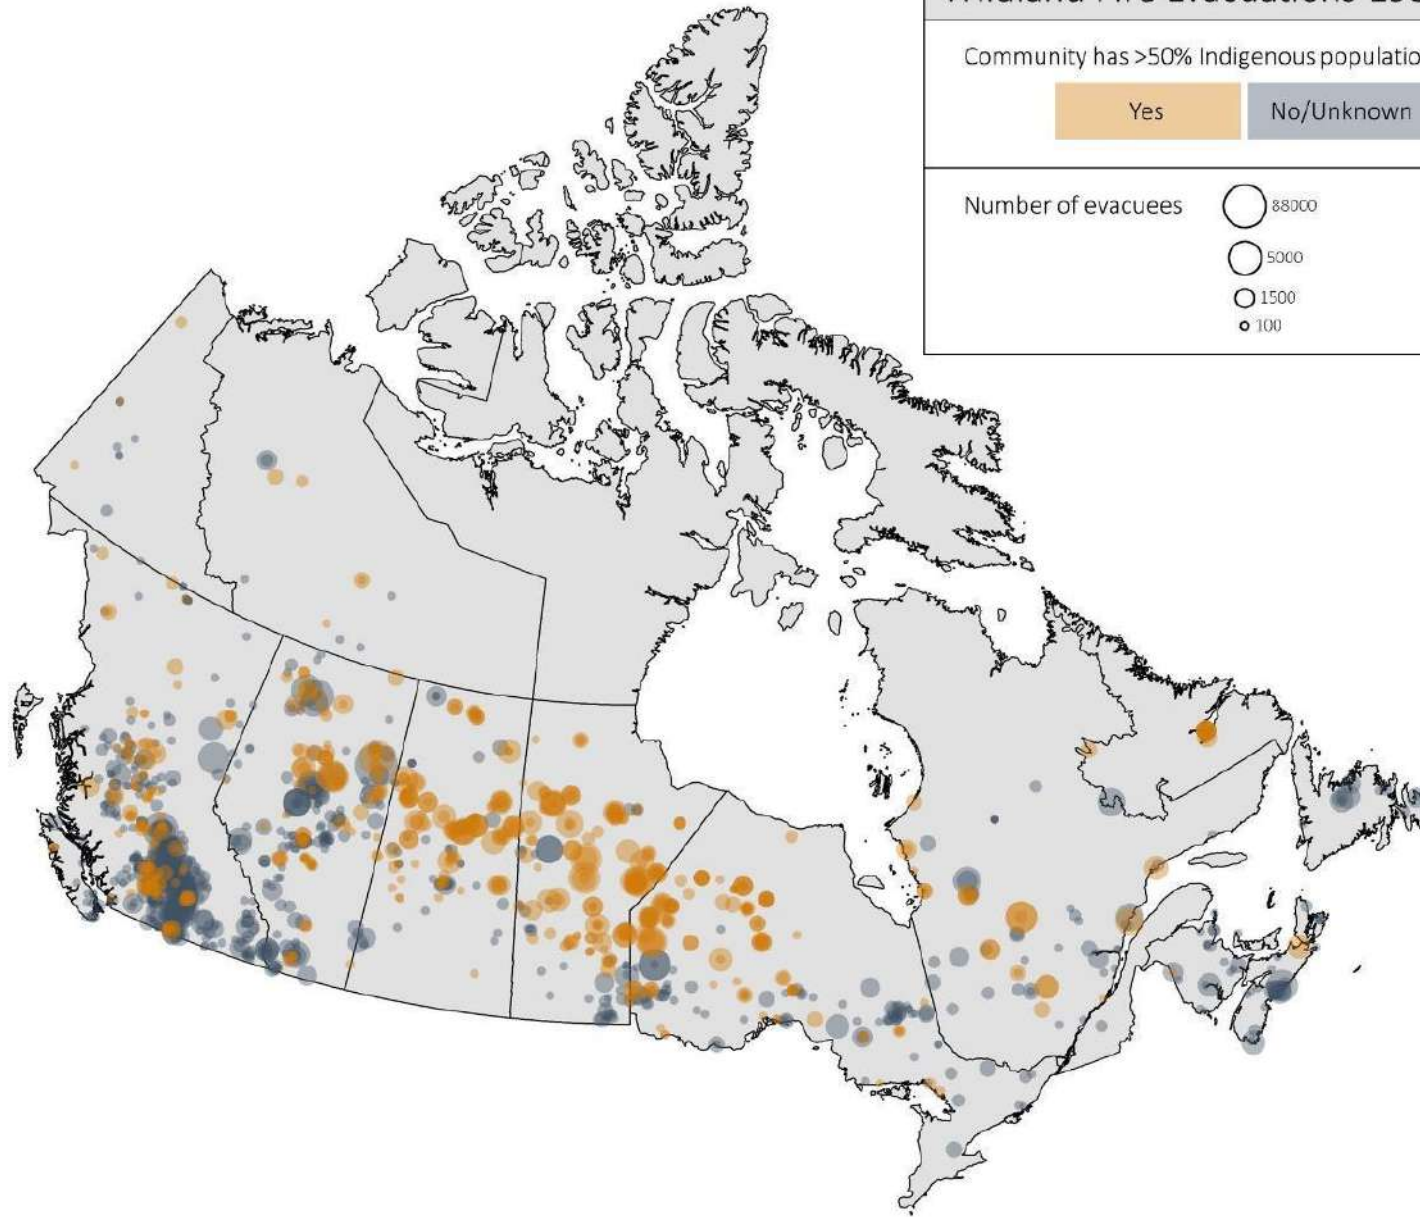 Community has >50% Indigenous populatio
Yes
No/Unknown
Number of evacuees
88000
5000
1500
100